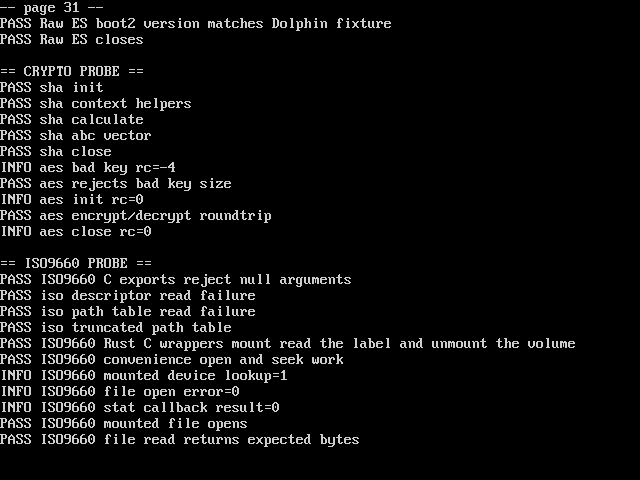 -- page 31 --
PASS Raw ES boot2 version matches Dolphin fixture
PASS Raw ES closes
== CRYPTO PROBE ==
PASS sha init
PASS sha context helpers
PASS sha calculate
PASS sha abc vector
PASS sha close
INFO aes bad key rc=-4
PASS aes rejects bad key size
INFO aes init rc=0
PASS aes encrypt/decrypt roundtrip
INFO aes close rc=0
== ISO9660 PROBE ==
PASS ISO9660 C exports reject null arguments
PASS iso descriptor read failure
PASS iso path table read failure
PASS iso truncated path table
PASS ISO9660 Rust C wrappers mount read the label and unmount the volume
PASS ISO9660 convenience open and seek work
INFO ISO9660 mounted device lookup=1
INFO ISO9660 file open error=0
INFO ISO9660 stat callback result=0
PASS ISO9660 mounted file opens
PASS ISO9660 file read returns expected bytes